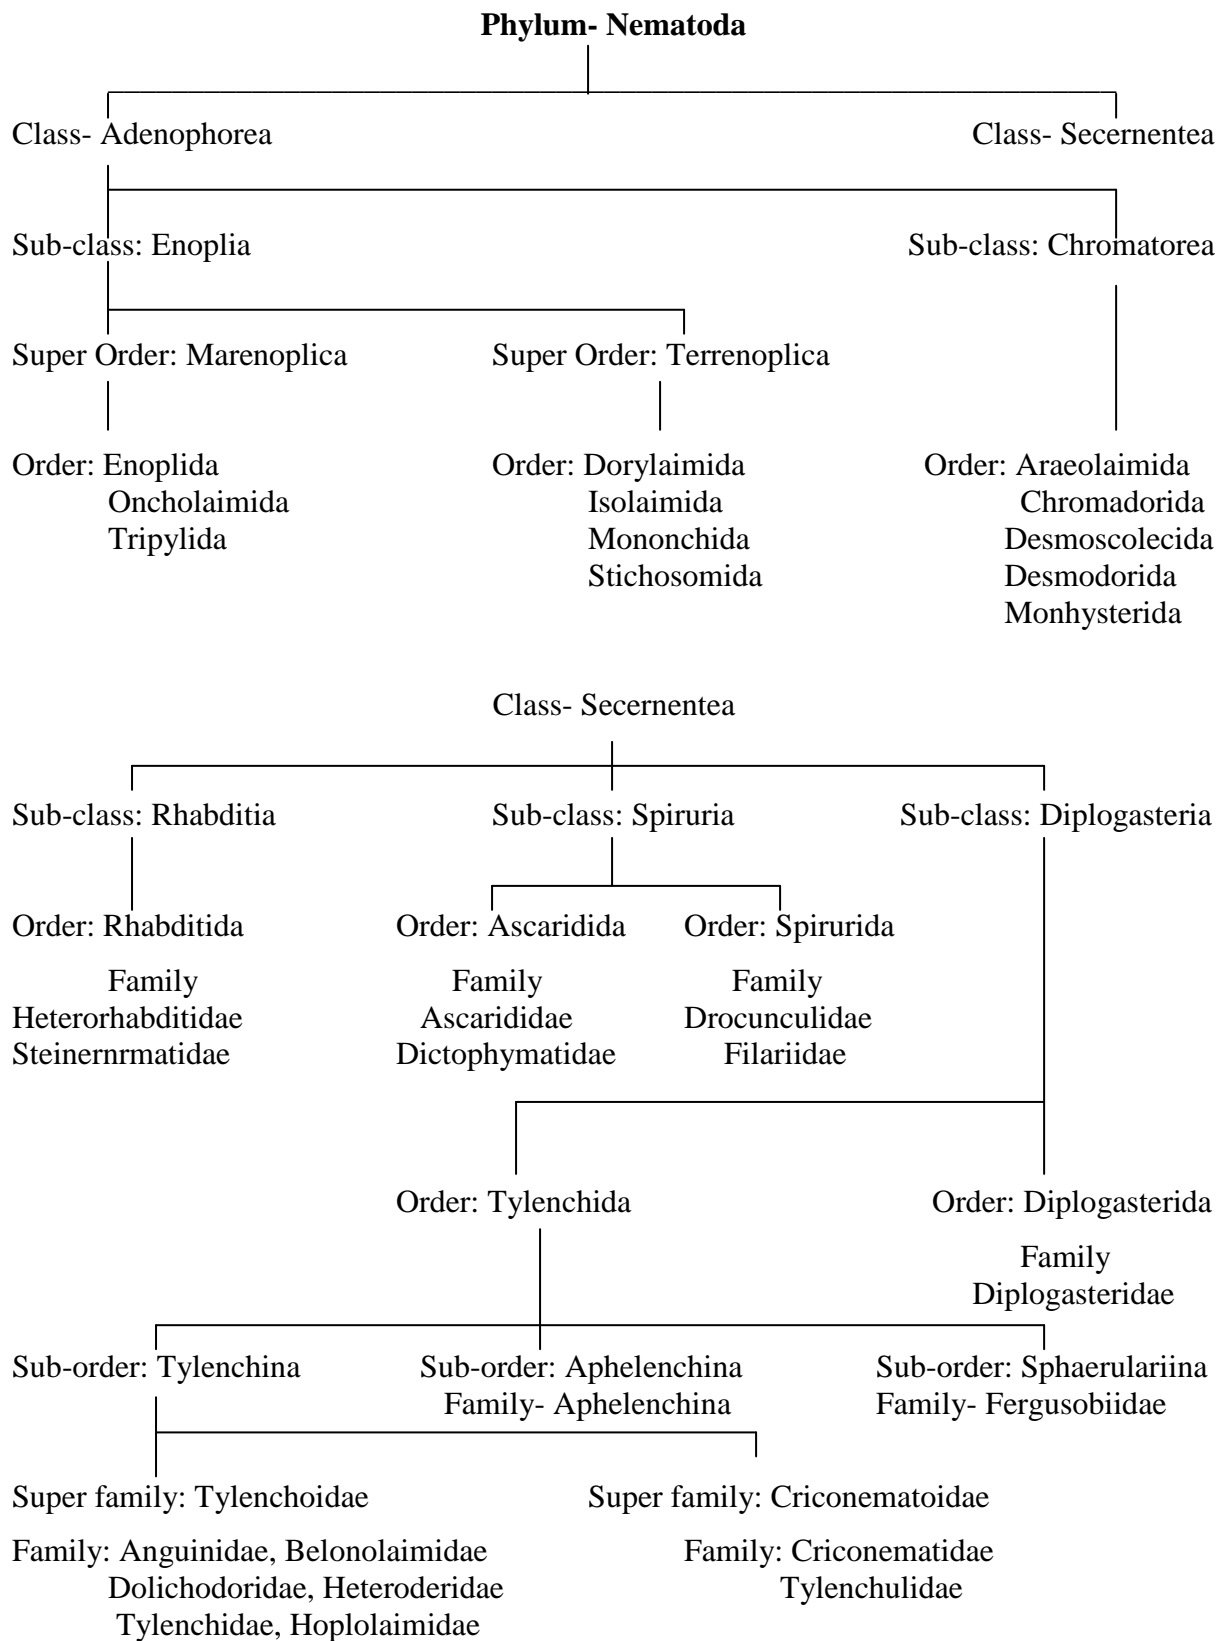 Phylum- Nematoda
Class- Adenophorea
Class- Secernentea
Sub-class: Enoplia
Sub-class: Chromatorea
Super Order: Marenoplica
Super Order: Terrenoplica
Order: Enoplida
Oncholaimida
Tripylida
Order: Dorylaimida
Isolaimida
Mononchida
Stichosomida
Order: Araeolaimida
Chromadorida
Desmoscolecida
Desmodorida
Monhysterida
Class- Secernentea
Sub-class: Rhabditia
Sub-class: Spiruria
Sub-class: Diplogasteria
Order: Rhabditida
Family
Heterorhabditidae
Steinernrmatidae
Order: Ascaridida
Family
Ascarididae
Dictophymatidae
Order: Spirurida
Family
Drocunculidae
Filariidae
Order: Tylenchida
Order: Diplogasterida
Family
Diplogasteridae
Sub-order: Tylenchina
Sub-order: Aphelenchina
Family- Aphelenchina
Sub-order: Sphaerulariina
Family- Fergusobiidae
Super family: Tylenchoidae
Family: Anguinidae, Belonolaimidae
Dolichodoridae, Heteroderidae
Tylenchidae, Hoplolaimidae
Super family: Criconematoidae
Family: Criconematidae
Tylenchulidae